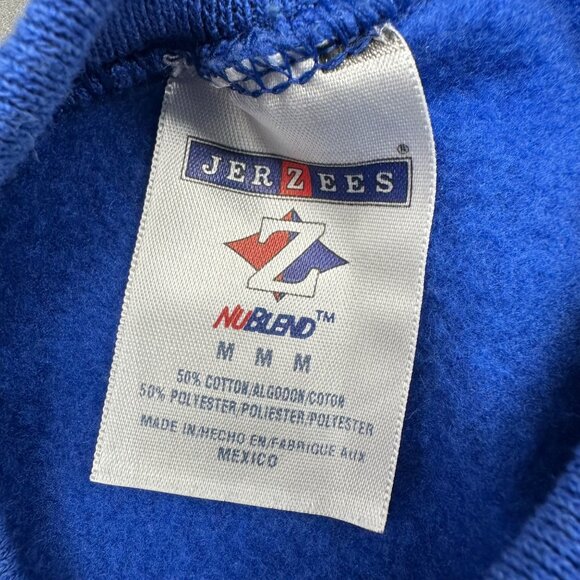 JERZEES®
Z
NUBLEND™
M M M
50% COTTON/ALGODON/COTON
50% POLYESTER/POLIESTER/POLYESTER
MADE IN/HECHO EN/FABRIQUE AUX
MEXICO